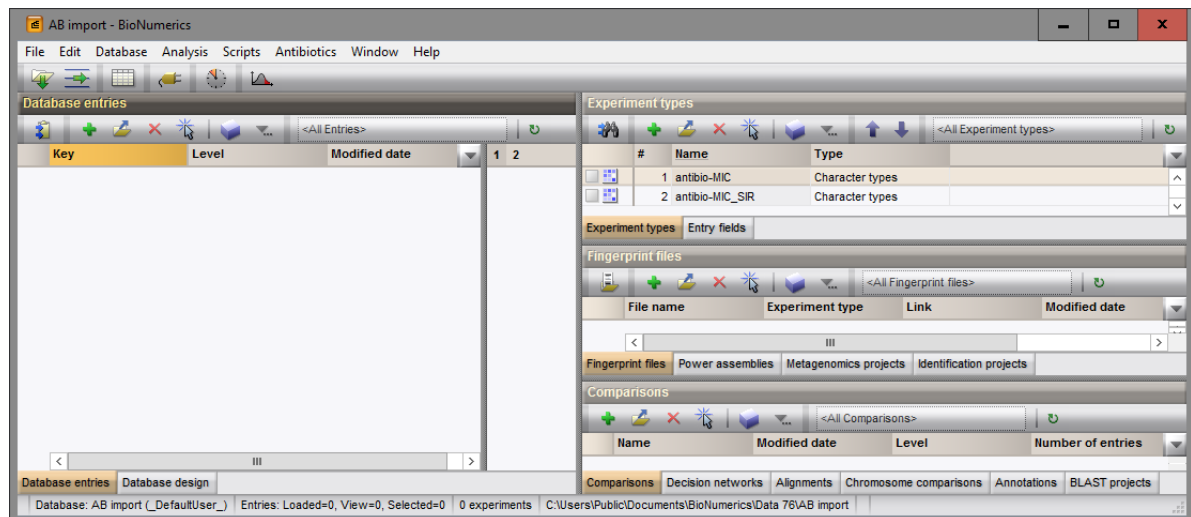 AB import - BioNumerics
File Edit Database Analysis Scripts Antibiotics Window Help
Database entries
<All Entries>
Key Level Modified date 1 2
Experiment types
<All Experiment types>
# Name Type
1 antibio-MIC Character types
2 antibio-MIC_SIR Character types
Experiment types Entry fields
Fingerprint files
<All Fingerprint files>
File name Experiment type Link Modified date
Fingerprint files Power assemblies Metagenomics projects Identification projects
Comparisons
<All Comparisons>
Name Modified date Level Number of entries
Database entries Database design
Comparisons Decision networks Alignments Chromosome comparisons Annotations BLAST projects
Database: AB import (_DefaultUser_) Entries: Loaded=0, View=0, Selected=0 0 experiments C:\Users\Public\Documents\BioNumerics\Data 76\AB import